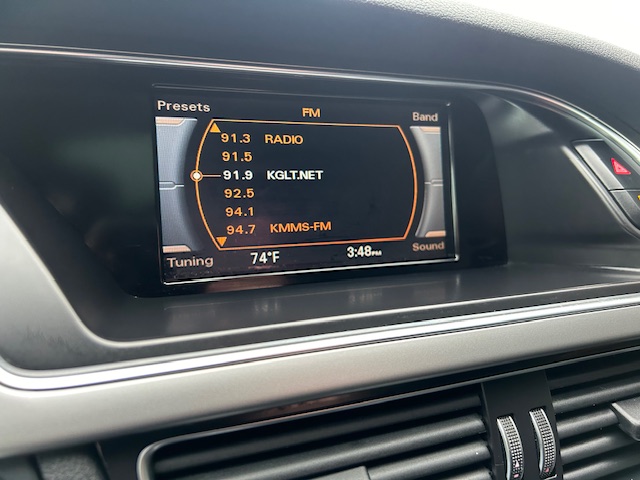 Presets FM Band
91.3 RADIO
91.5
91.9 KGLT.NET
92.5
94.1
94.7 KMMS-FM
Tuning 74°F 3:48PM Sound